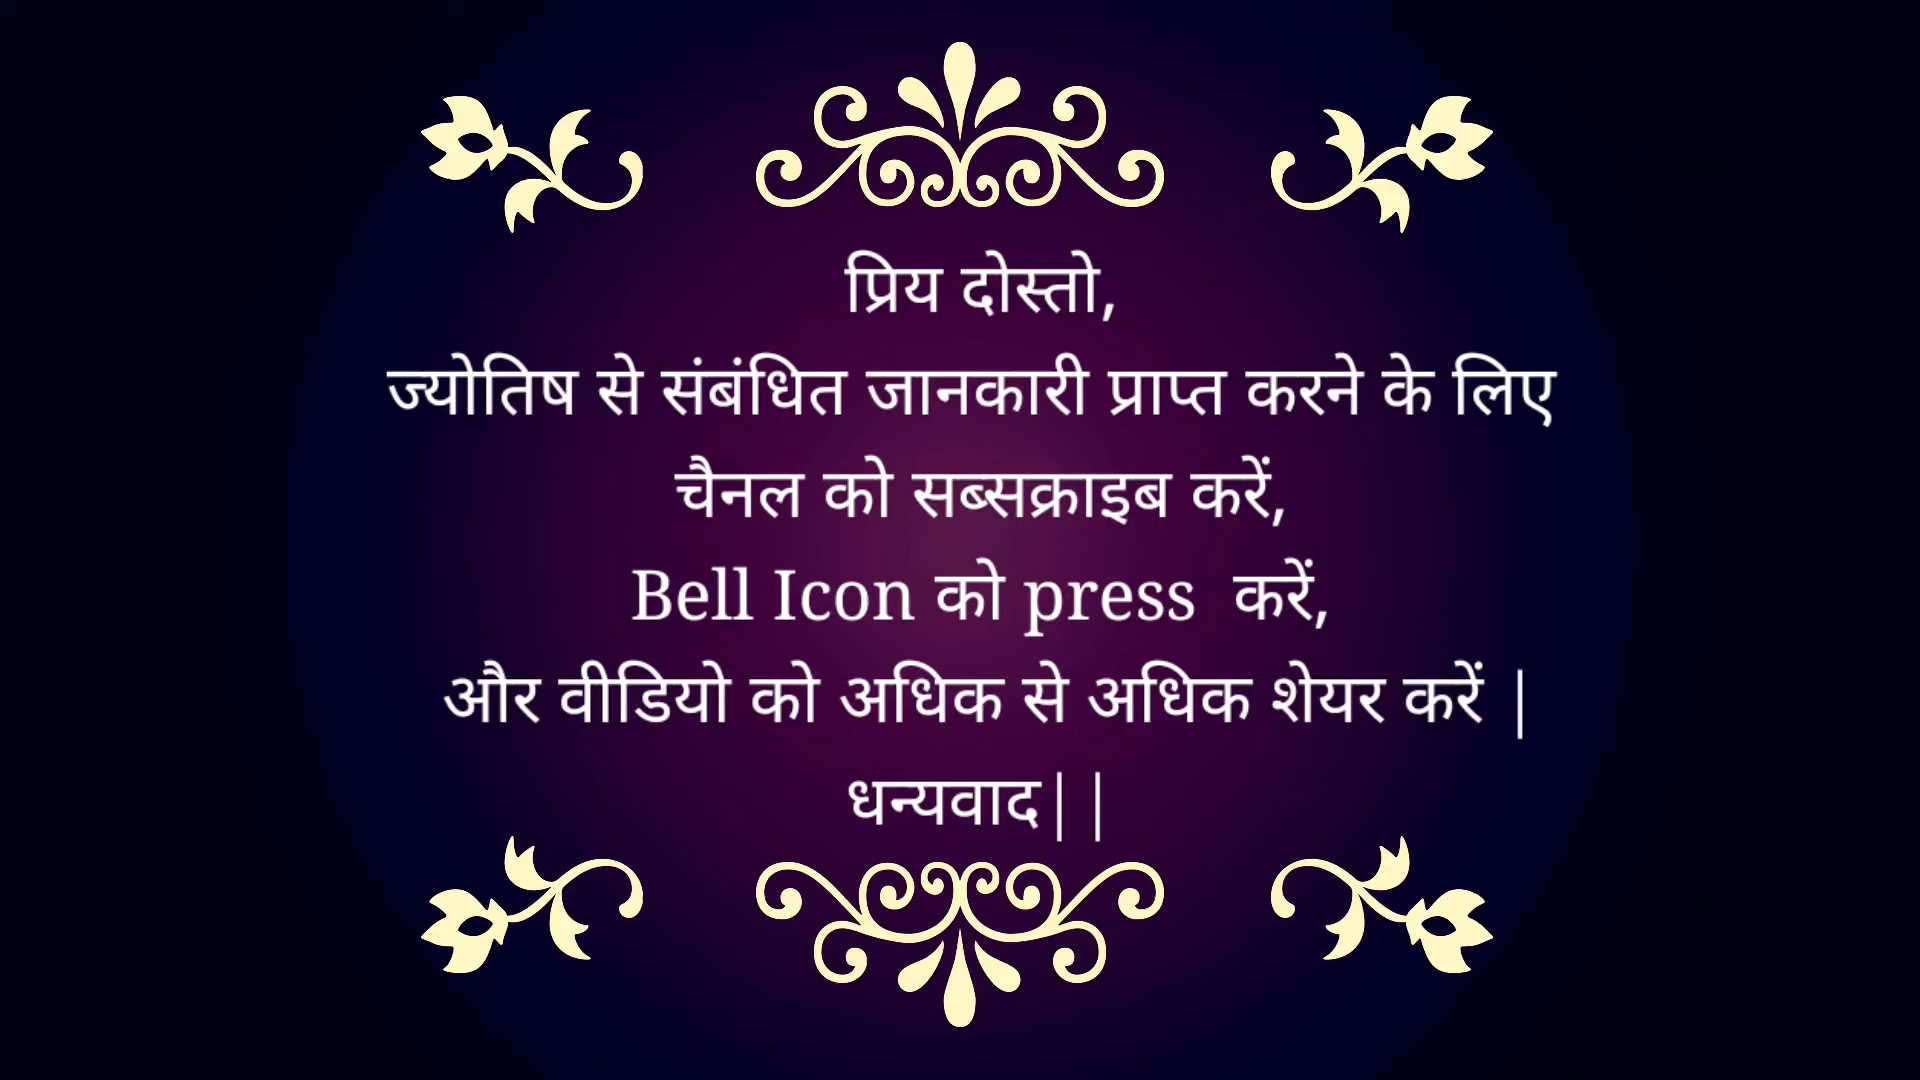 प्रिय दोस्तो,
ज्योतिष से संबंधित जानकारी प्राप्त करने के लिए
चैनल को सब्सक्राइब करें,
Bell Icon को press  करें,
और वीडियो को अधिक से अधिक शेयर करें |
धन्यवाद||